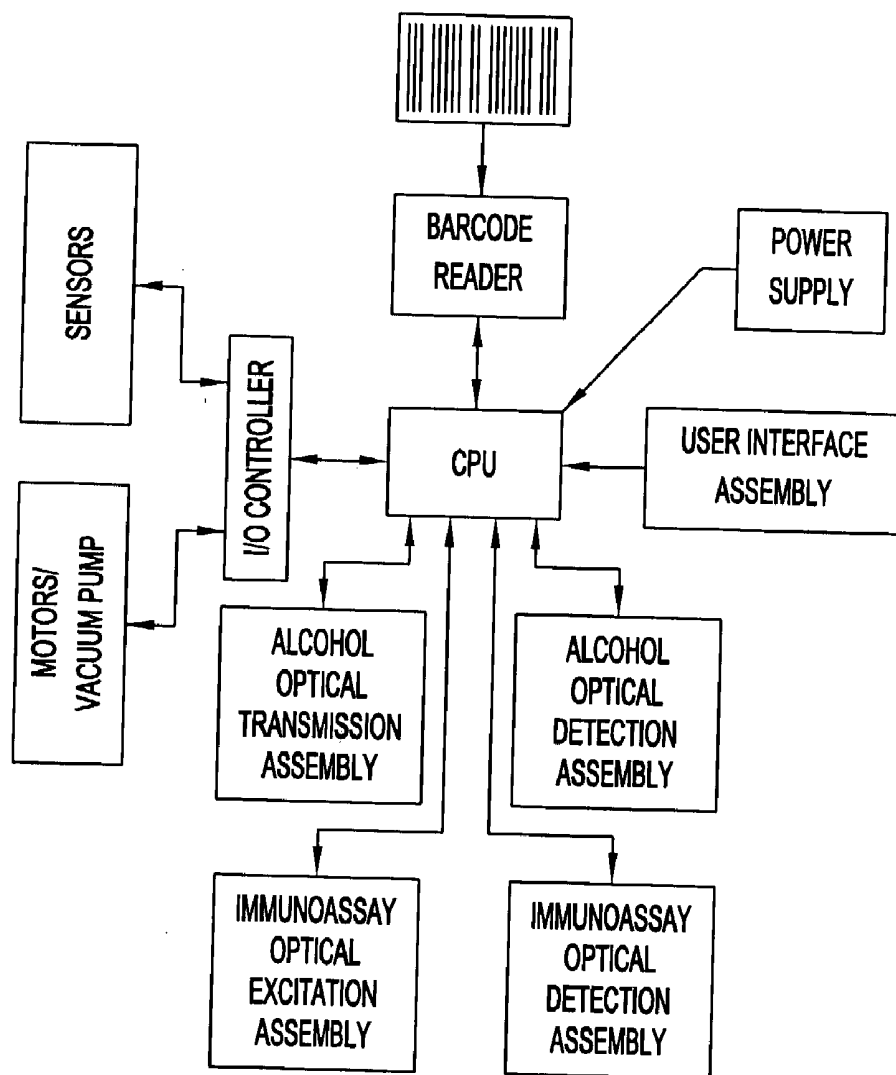 BARCODE
READER
POWER
SUPPLY
SENSORS
I/O CONTROLLER
CPU
USER INTERFACE
ASSEMBLY
MOTORS/
VACUUM PUMP
ALCOHOL
OPTICAL
TRANSMISSION
ASSEMBLY
ALCOHOL
OPTICAL
DETECTION
ASSEMBLY
IMMUNOASSAY
OPTICAL
EXCITATION
ASSEMBLY
IMMUNOASSAY
OPTICAL
DETECTION
ASSEMBLY